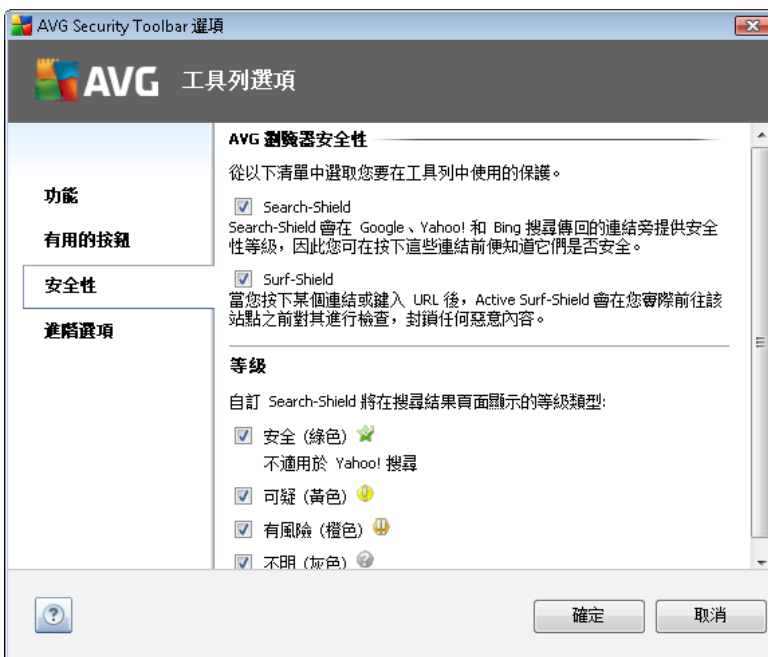 AVG Security Toolbar 選項
AVG 工具列選項
功能
有用的按鈕
安全性
進階選項
AVG 瀏覽器安全性
從以下清單中選取您要在工具列中使用的保護。
Search-Shield
Search-Shield 會在 Google、Yahoo! 和 Bing 搜尋傳回的連結旁提供安全
性等級，因此您可在按下這些連結前便知道它們是否安全。
Surf-Shield
當您按下某個連結或鍵入 URL 後，Active Surf-Shield 會在您實際前往該
站點之前對其進行檢查，封鎖任何惡意內容。
等級
自訂 Search-Shield 將在搜尋結果頁面顯示的等級類型:
安全 (綠色)
不適用於 Yahoo! 搜尋
可疑 (黃色)
有風險 (橙色)
不明 (灰色)
確定
取消